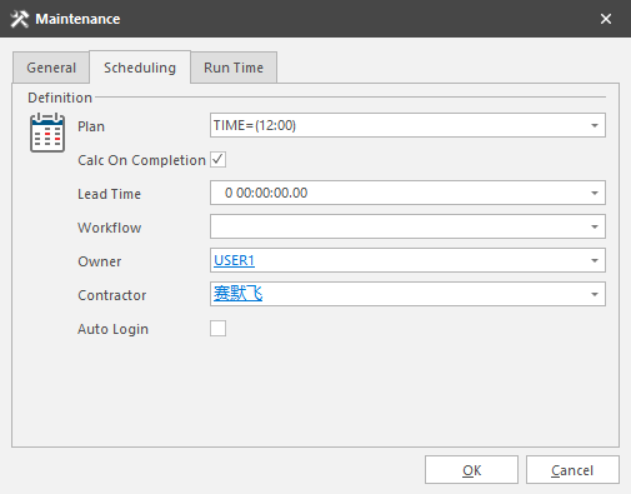 Maintenance
General Scheduling Run Time
Definition
Plan TIME=(12:00)
Calc On Completion
Lead Time 0 00:00:00.00
Workflow
Owner USER1
Contractor 赛默飞
Auto Login
OK Cancel